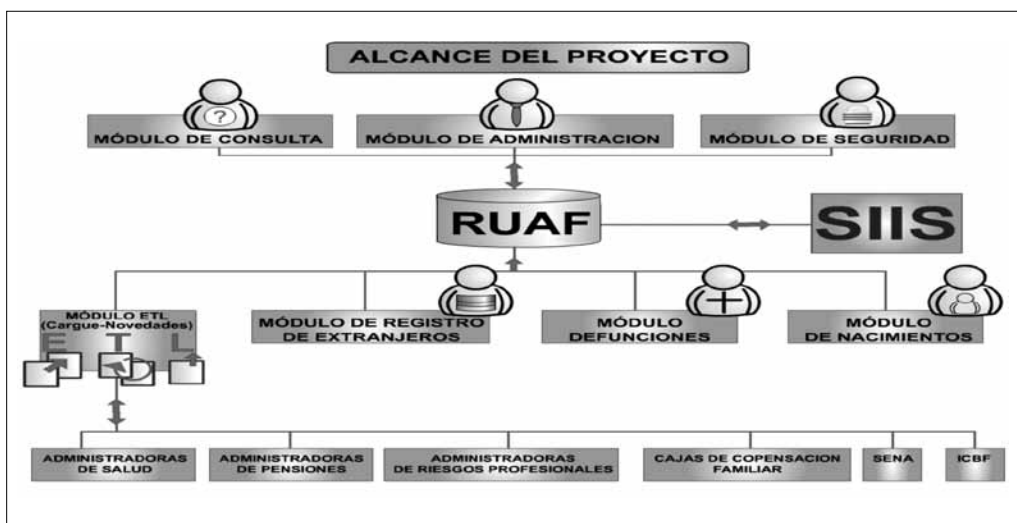 ALCANCE DEL PROYECTO
?
MÓDULO DE CONSULTA
MÓDULO DE ADMINISTRACION
MÓDULO DE SEGURIDAD
RUAF
SIIS
MÓDULO ETL
(Cargue-Novedades)
E T L
MÓDULO DE REGISTRO
DE EXTRANJEROS
MÓDULO
DEFUNCIONES
MÓDULO
DE NACIMIENTOS
ADMINISTRADORAS
DE SALUD
ADMINISTRADORAS
DE PENSIONES
ADMINISTRADORAS
DE RIESGOS PROFESIONALES
CAJAS DE COPENSACION
FAMILIAR
SENA
ICBF